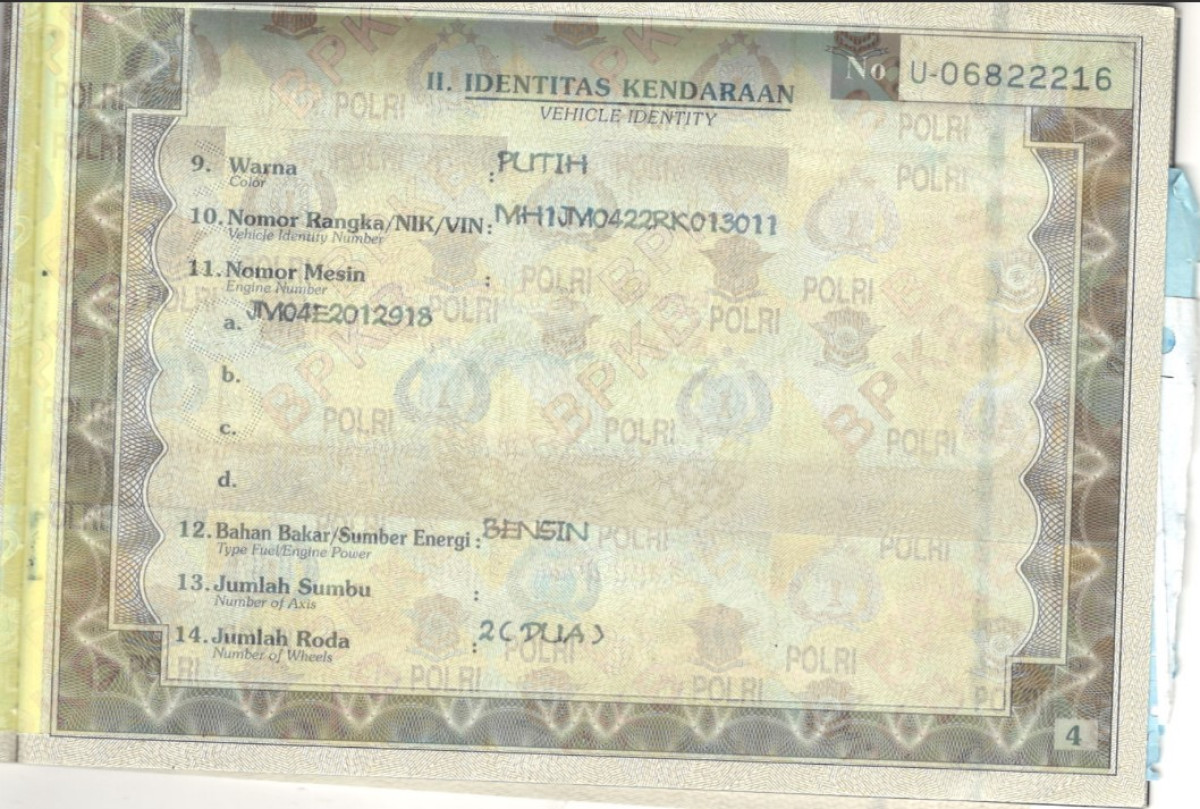 No U-06822216
II. IDENTITAS KENDARAAN
VEHICLE IDENTITY
9. Warna : PUTIH
Color
10. Nomor Rangka/NIK/VIN : MH1JM0422RK013011
Vehicle Identity Number
11. Nomor Mesin :
Engine Number
a. JM04E2012918
b.
c.
d.
12. Bahan Bakar/Sumber Energi : BENSIN
Type Fuel/Engine Power
13. Jumlah Sumbu :
Number of Axis
14. Jumlah Roda : 2 ( DUA )
Number of Wheels
4